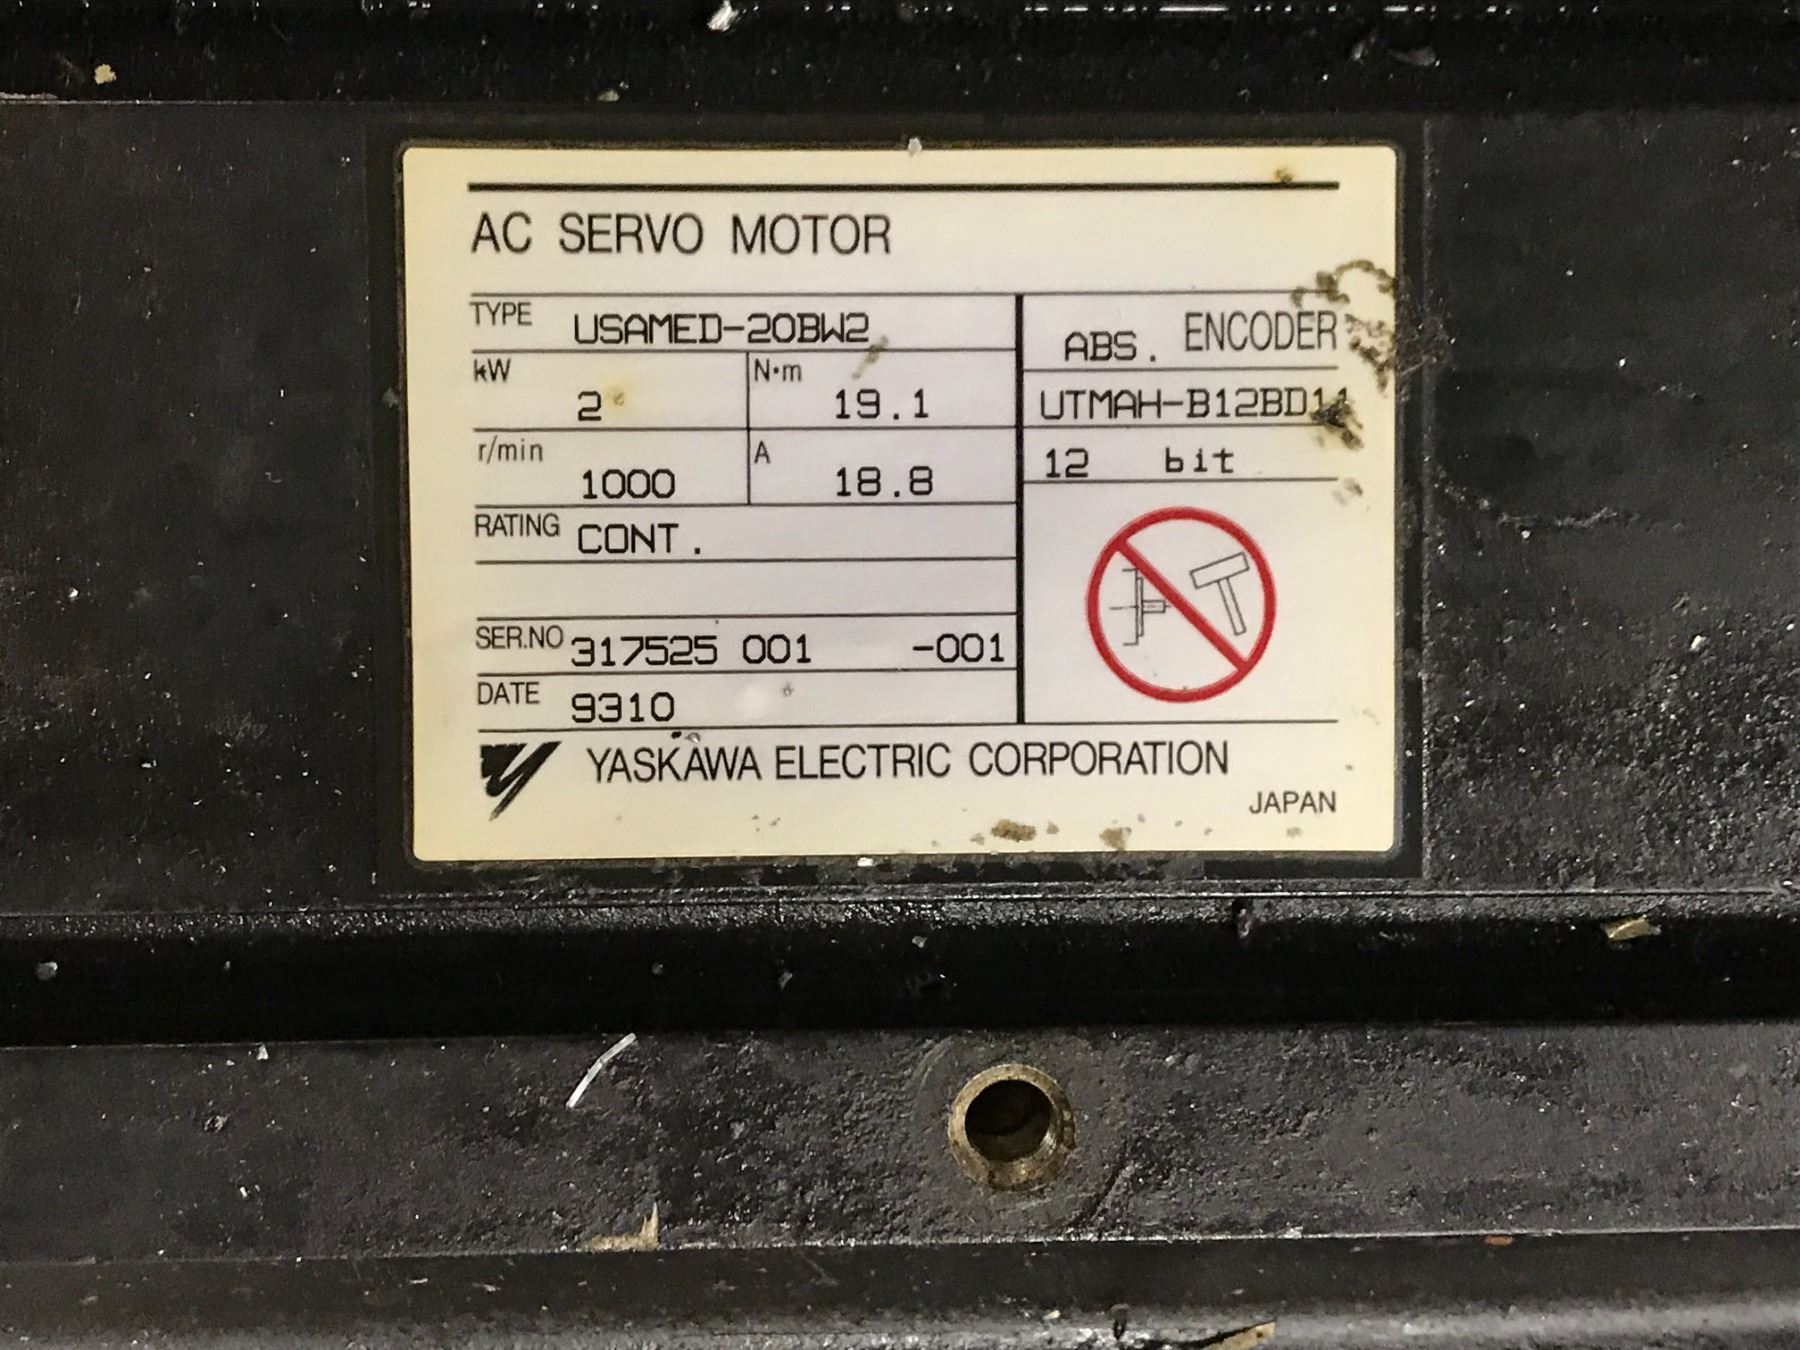 AC SERVO MOTOR
TYPE USAMED-20BW2
ABS. ENCODER
kW 2 N·m 19.1
UTMAH-B12BD11
r/min 1000 A 18.8
12 bit
RATING CONT.
SER.NO 317525 001 -001
DATE 9310
YASKAWA ELECTRIC CORPORATION
JAPAN